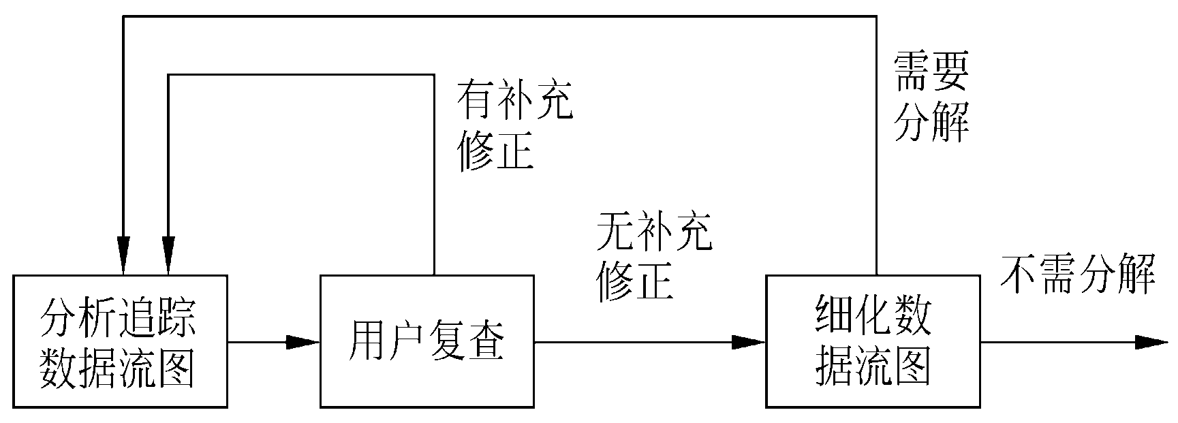 需要
分解
有补充
修正
无补充
修正
不需分解
分析追踪
数据流图
用户复查
细化数
据流图